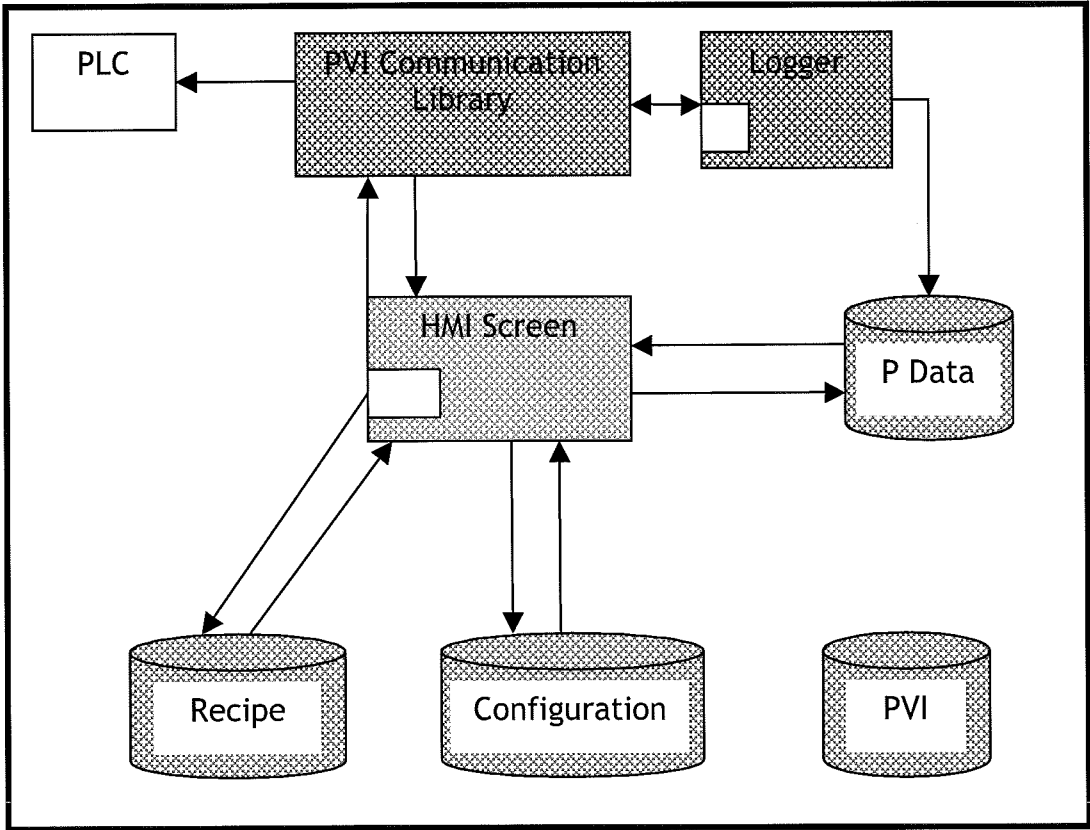 PLC
PVI Communication
Library
Logger
HMI Screen
P Data
Recipe
Configuration
PVI